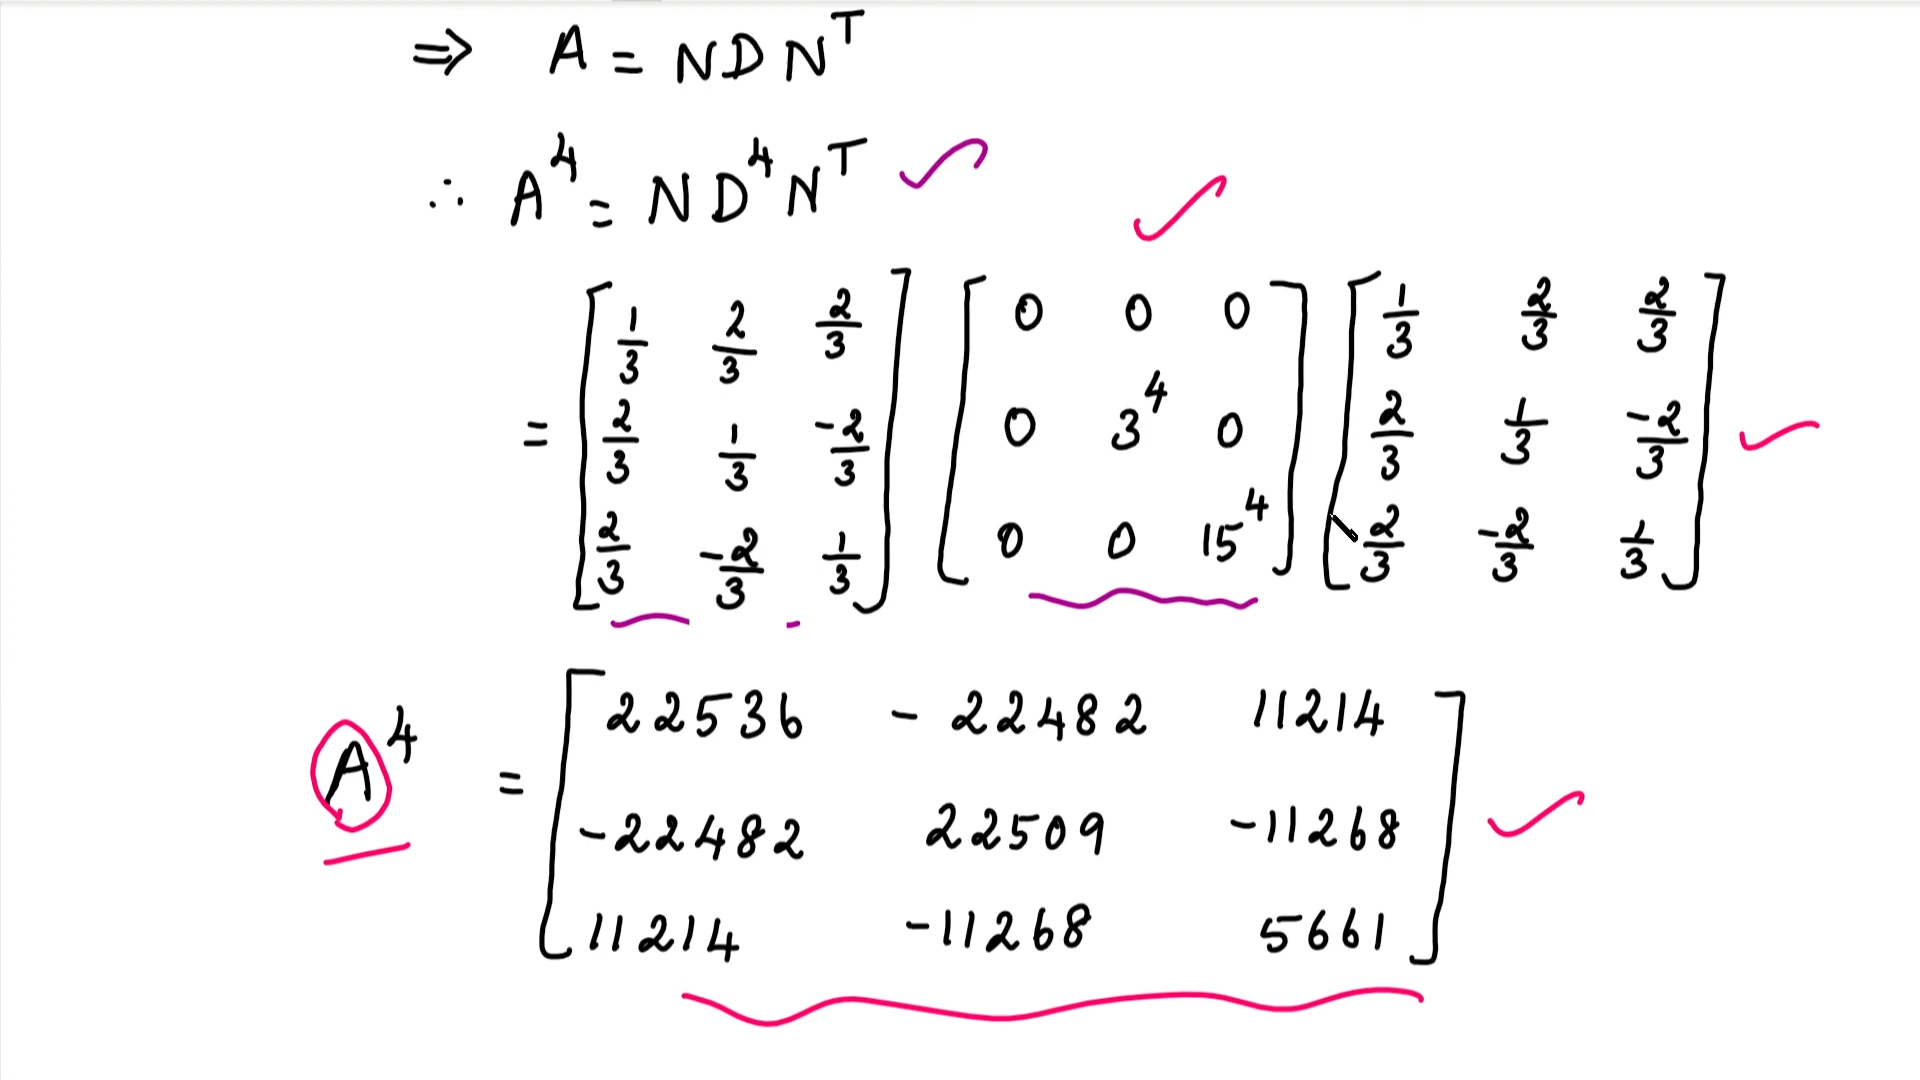 ⇒ A = NDN^T
∴ A^4 = ND^4N^T
= [1/3 2/3 2/3; 2/3 1/3 -2/3; 2/3 -2/3 1/3] [0 0 0; 0 3^4 0; 0 0 15^4] [1/3 2/3 2/3; 2/3 1/3 -2/3; 2/3 -2/3 1/3]
A^4 = [22536 -22482 11214
-22482 22509 -11268
11214 -11268 5661]